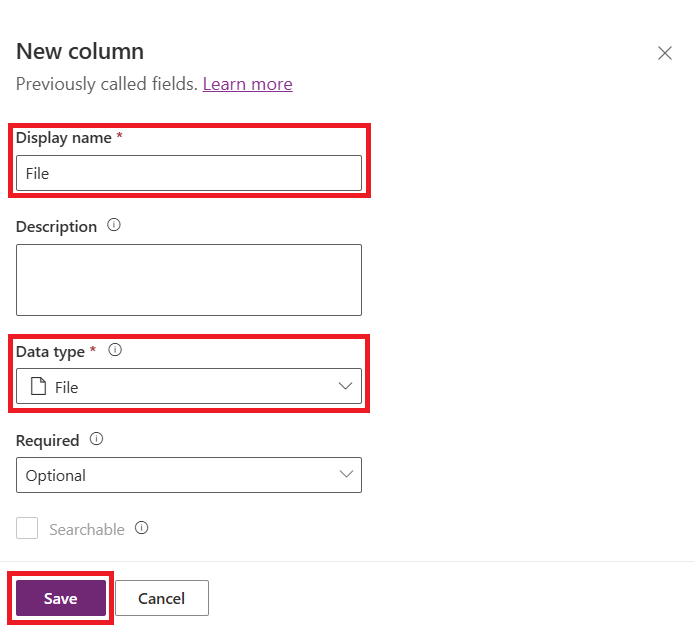 New column
Previously called fields. Learn more
Display name *
File
Description
Data type *
File
Required
Optional
Searchable
Save Cancel